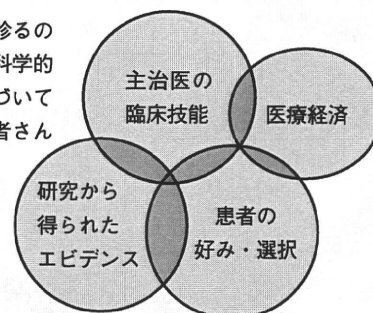 診るの
科学的
づいて
者さん
主治医の
臨床技能
医療経済
研究から
得られた
エビデンス
患者の
好み・選択